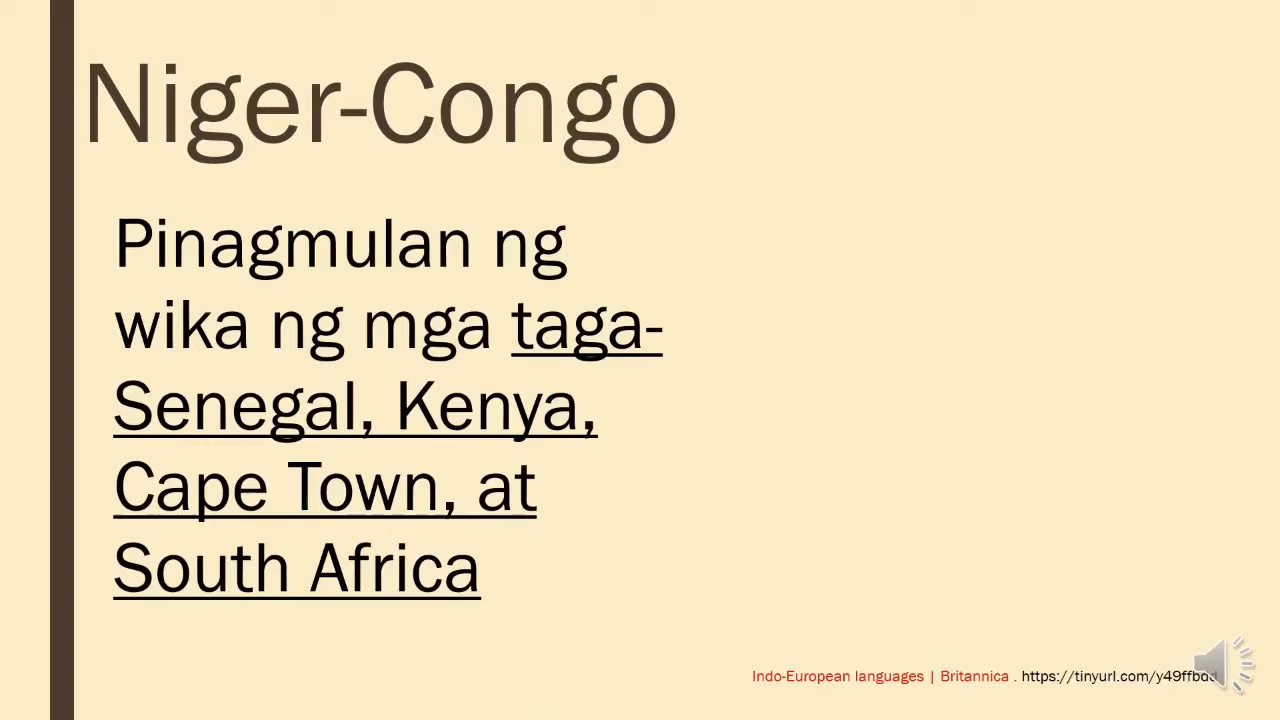 Niger-Congo
Pinagmulan ng
wika ng mga taga-
Senegal, Kenya,
Cape Town, at
South Africa
Indo-European languages | Britannica . https://tinyurl.com/y49ffbdd